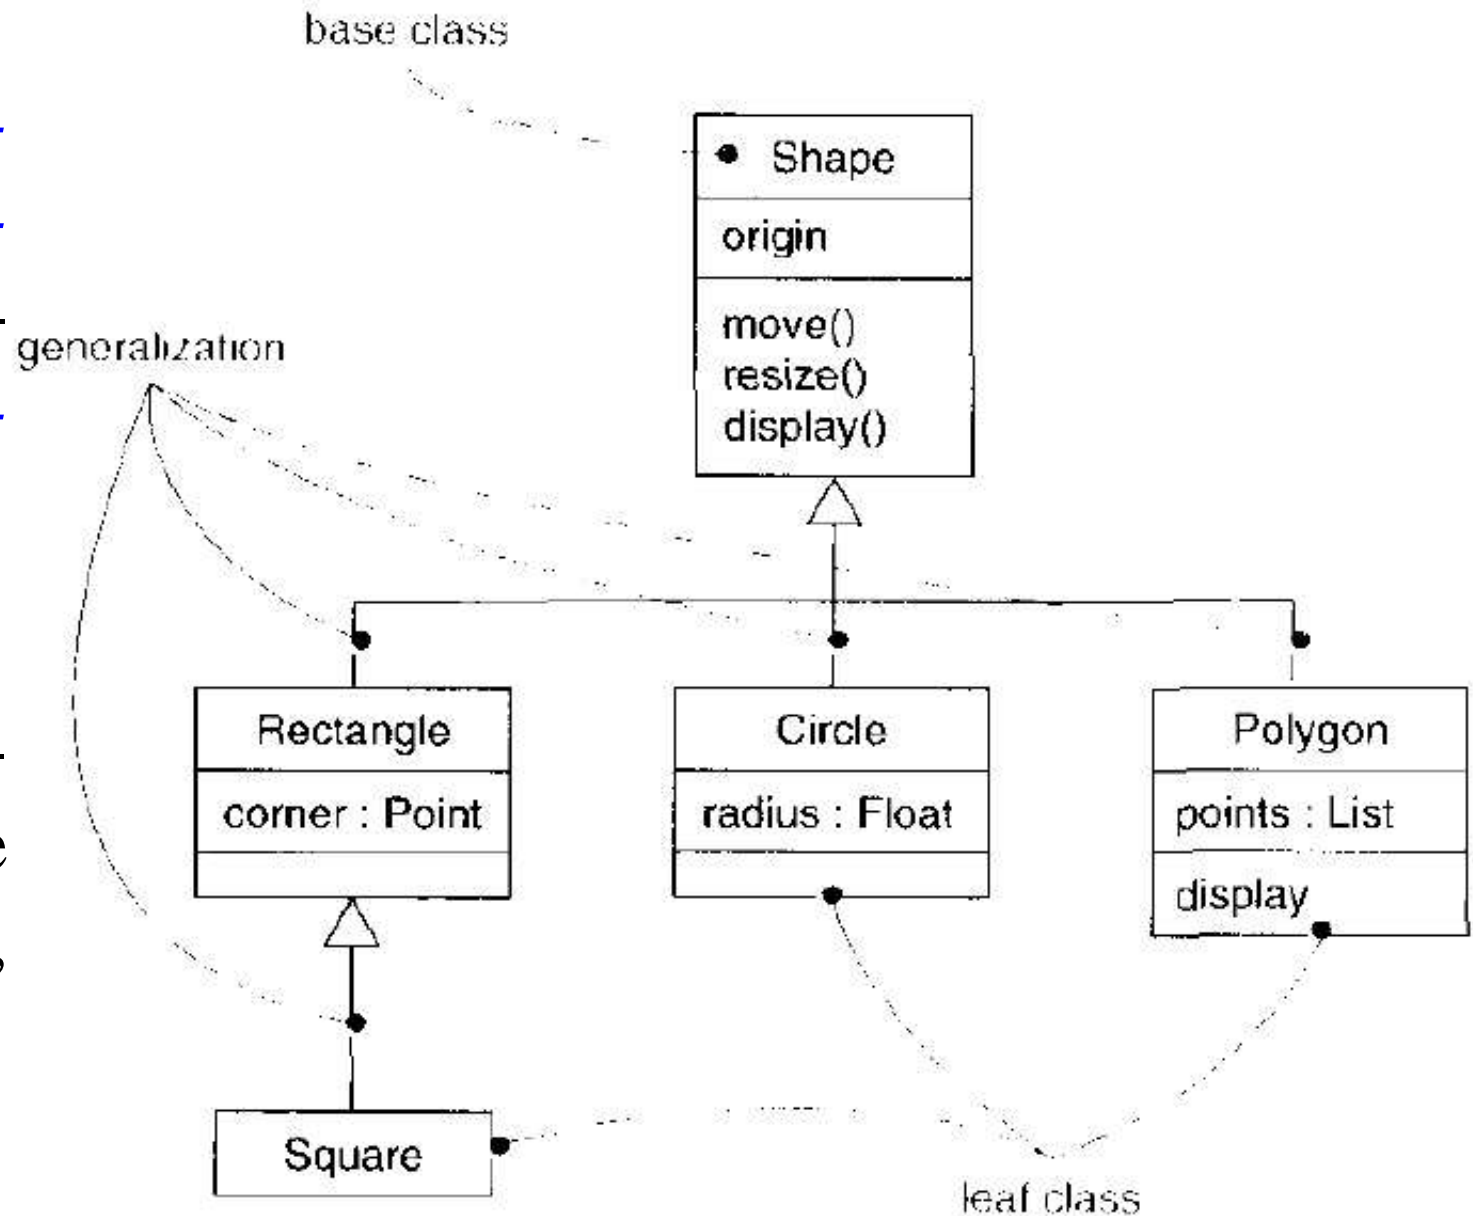 base class
Shape
origin
move()
resize()
display()
generalization
Rectangle
corner : Point
Circle
radius : Float
Polygon
points : List
display
Square
leaf class